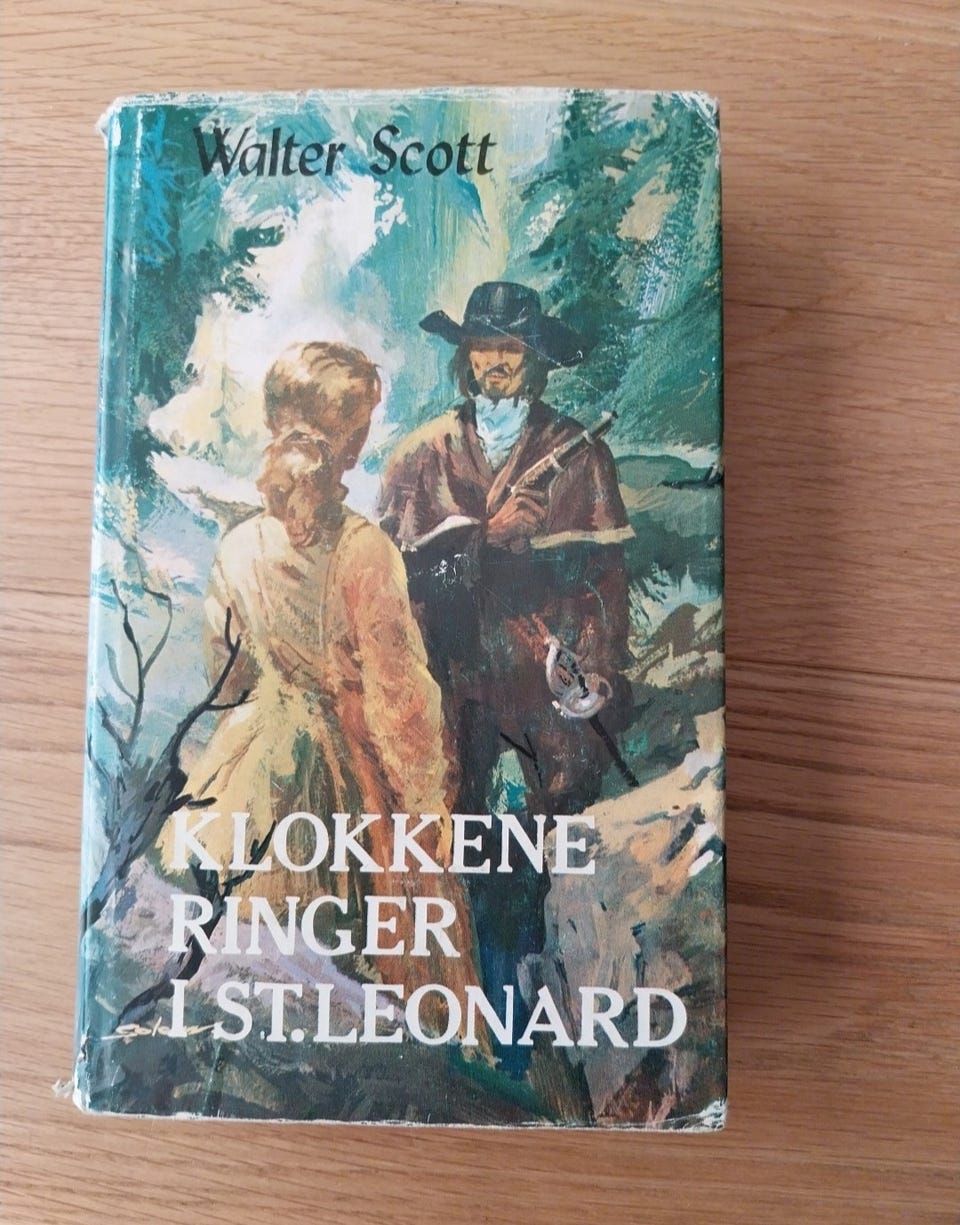 Walter Scott
KLOKKENE
RINGER
I ST.LEONARD